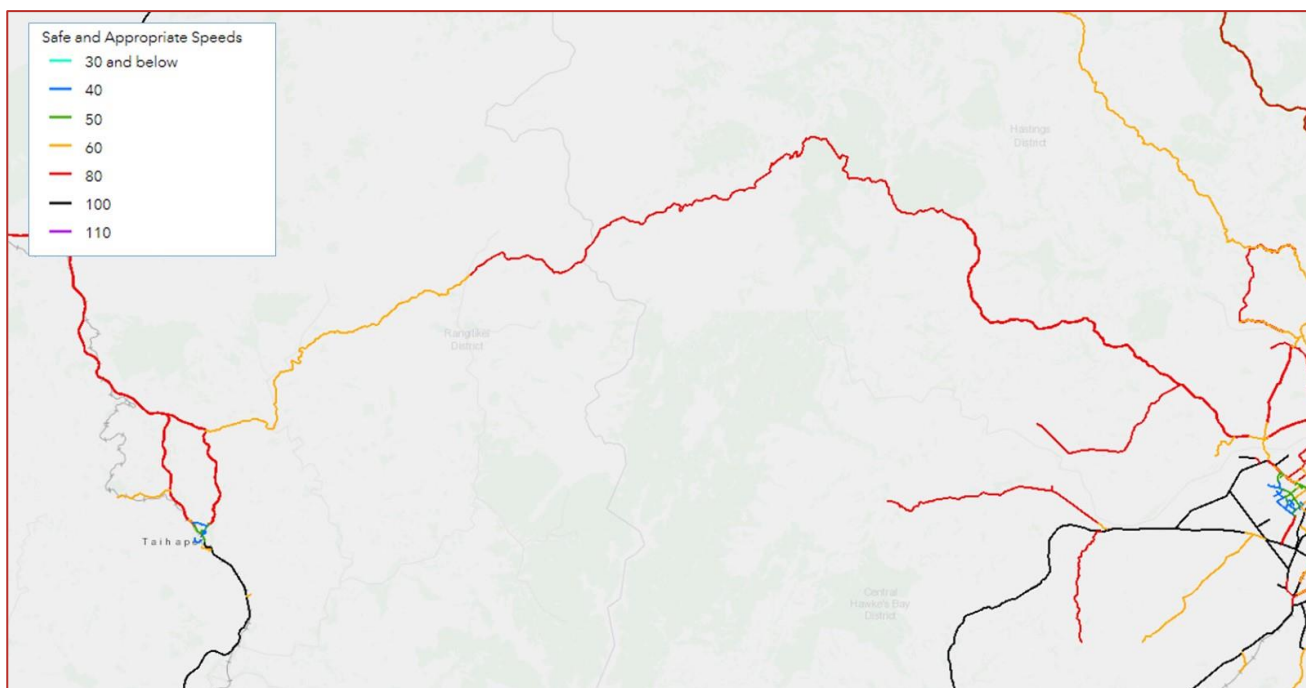 Safe and Appropriate Speeds
30 and below
40
50
60
80
100
110
Hastings
District
Rangitikei
District
Taihape
Central
Hawke's Bay
District